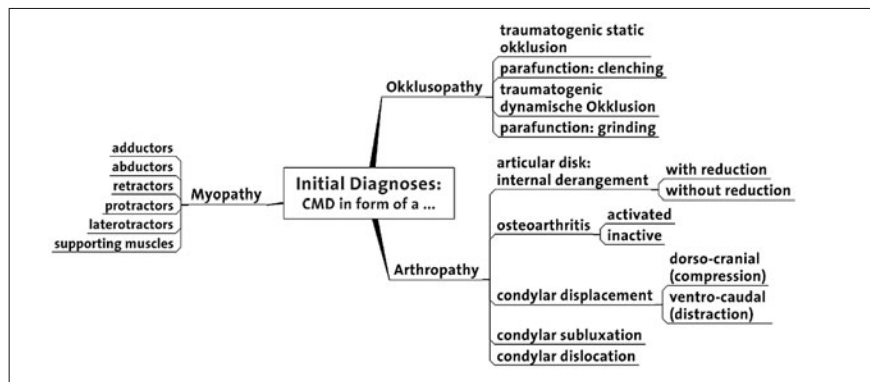 Initial Diagnoses:
CMD in form of a ...
Okklusopathy
traumatogenic static
okklusion
parafunction: clenching
traumatogenic
dynamische Okklusion
parafunction: grinding
Myopathy
adductors
abductors
retractors
protractors
laterotractors
supporting muscles
Arthropathy
articular disk:
internal derangement
with reduction
without reduction
osteoarthritis
activated
inactive
condylar displacement
dorso-cranial
(compression)
ventro-caudal
(distraction)
condylar subluxation
condylar dislocation